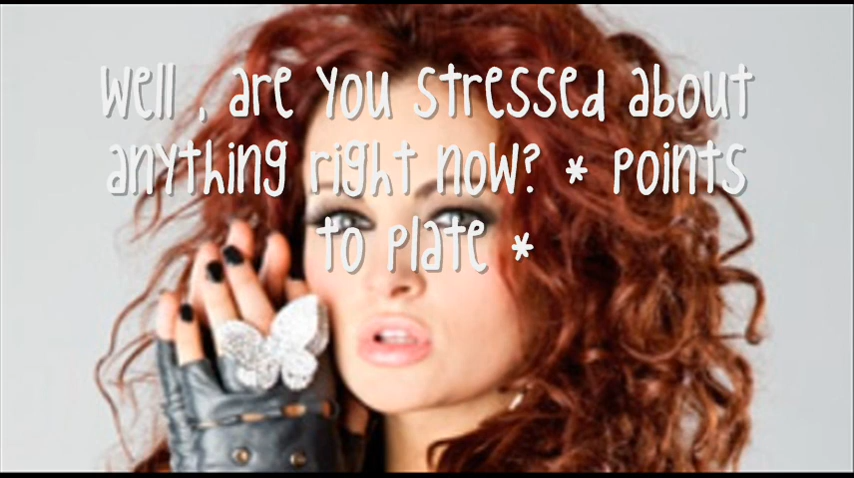 Well , are you stressed about
anything right now? * points
to plate *